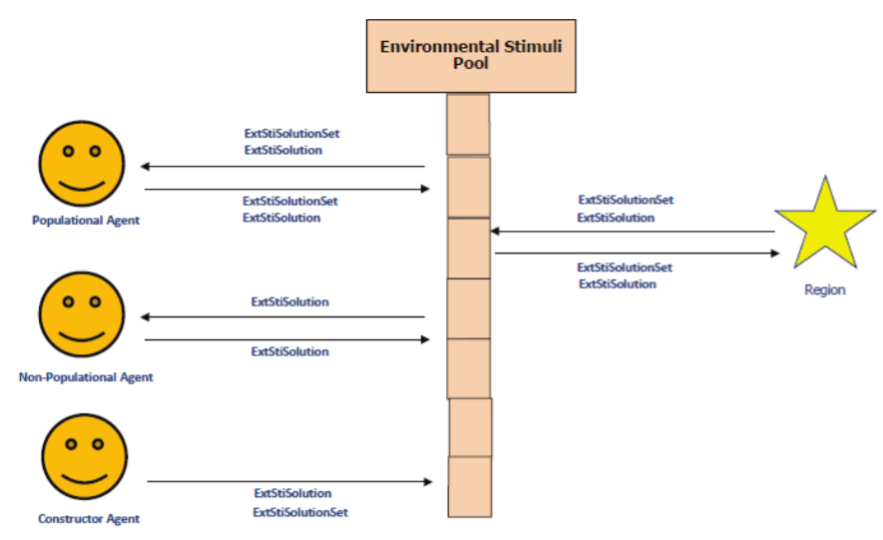 Environmental Stimuli
Pool
ExtStiSolutionSet
ExtStiSolution
ExtStiSolutionSet
ExtStiSolution
Populational Agent
ExtStiSolutionSet
ExtStiSolution
ExtStiSolutionSet
ExtStiSolution
Region
ExtStiSolution
ExtStiSolution
Non-Populational Agent
ExtStiSolution
ExtStiSolutionSet
Constructor Agent